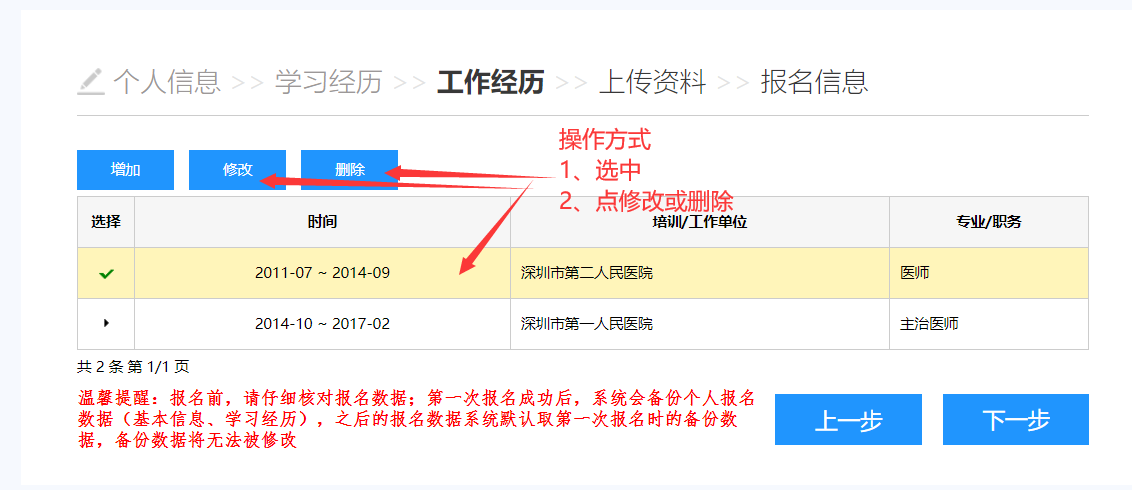 个人信息 >> 学习经历 >> 工作经历 >> 上传资料 >> 报名信息
操作方式
1、选中
2、点修改或删除
增加 修改 删除
选择 时间 培训/工作单位 专业/职务
2011-07 ~ 2014-09 深圳市第二人民医院 医师
2014-10 ~ 2017-02 深圳市第一人民医院 主治医师
共 2 条 第 1/1 页
温馨提醒：报名前，请仔细核对报名数据；第一次报名成功后，系统会备份个人报名
数据（基本信息、学习经历），之后的报名数据系统默认取第一次报名时的备份数
据，备份数据将无法被修改
上一步 下一步